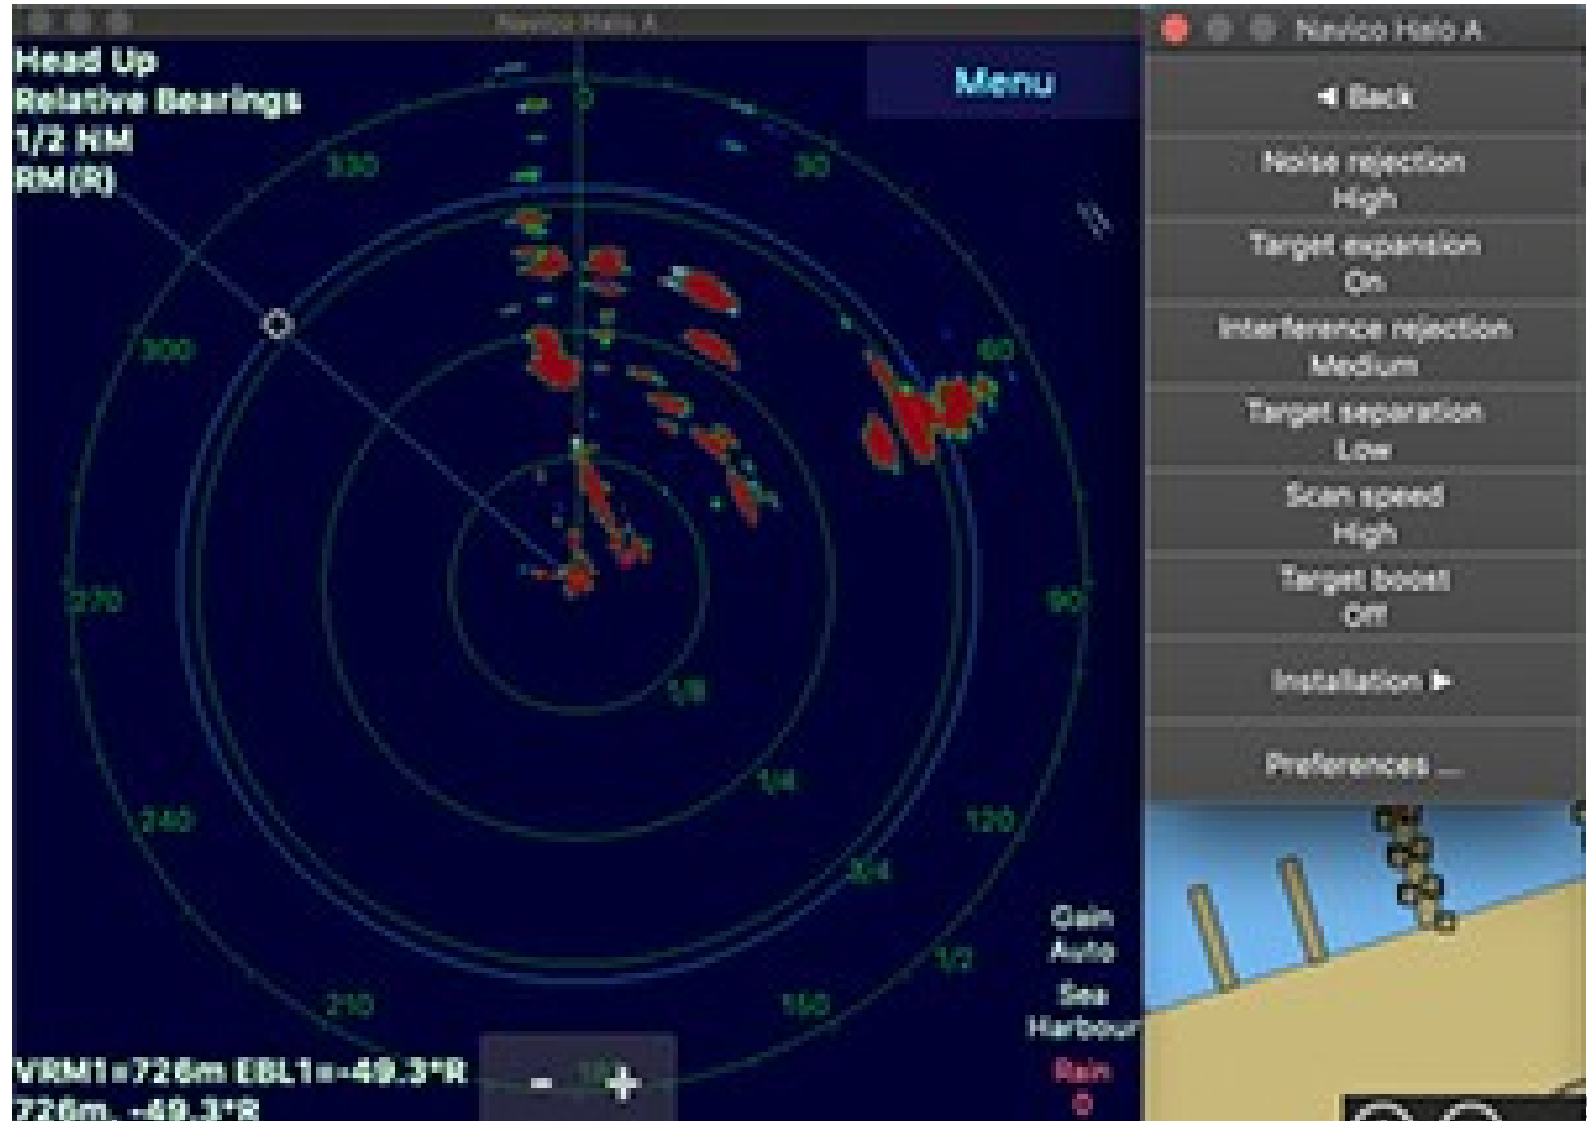 Navico Halo A
Head Up
Relative Bearings
1/2 NM
RM(R)
Menu
0
330
30
300
60
270
90
1/8
1/4
240
120
3/4
1/2
210
150
Gain
Auto
Sea
Harbour
Rain
0
VRM1=726m EBL1=-49.3°R
726m, -49.3°R
- +
Navico Halo A
◀ Back
Noise rejection
High
Target expansion
On
Interference rejection
Medium
Target separation
Low
Scan speed
High
Target boost
Off
Installation ▶
Preferences ...